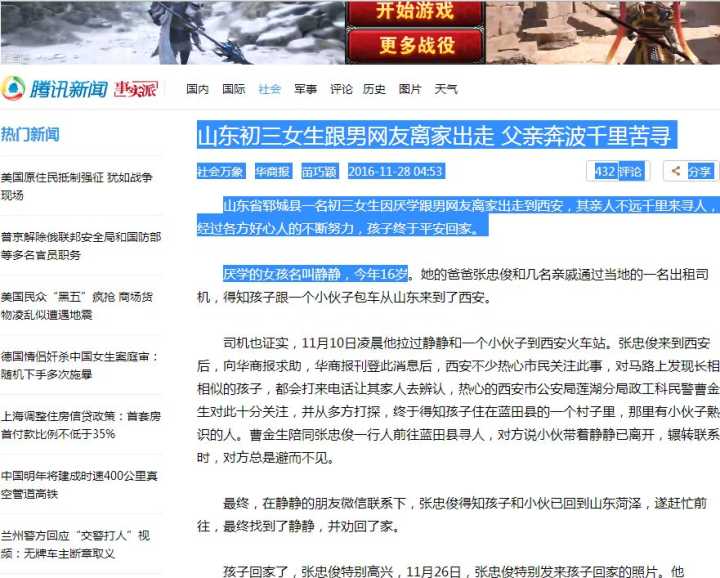 开始游戏
更多战役
腾讯新闻 事实派
国内 国际 社会 军事 评论 历史 图片 天气
热门新闻
美国原住民抵制强征 犹如战争
现场
普京解除俄联邦安全局和国防部
等多名官员职务
美国民众“黑五”疯抢 商场货
物凌乱似遭遇地震
德国情侣奸杀中国女生案庭审：
随机下手多次施暴
上海调整住房信贷政策：首套房
首付款比例不低于35%
中国明年将建成时速400公里真
空管道高铁
兰州警方回应“交警打人”视
频：无牌车主断章取义
山东初三女生跟男网友离家出走 父亲奔波千里苦寻
社会万象 华商报 苗巧颖 2016-11-28 04:53
432 评论 分享
山东省郓城县一名初三女生因厌学跟男网友离家出走到西安，其亲人不远千里来寻人，
经过各方好心人的不断努力，孩子终于平安回家。
厌学的女孩名叫静静，今年16岁。她的爸爸张忠俊和几名亲戚通过当地的一名出租司
机，得知孩子跟一个小伙子包车从山东来到了西安。
司机也证实，11月10日凌晨他拉过静静和一个小伙子到西安火车站。张忠俊来到西安
后，向华商报求助，华商报刊登此消息后，西安不少热心市民关注此事，对马路上发现长相
相似的孩子，都会打来电话让其家人去辨认，热心的西安市公安局莲湖分局政工科民警曹金
生对此十分关注，并从多方打探，终于得知孩子住在蓝田县的一个村子里，那里有小伙子熟
识的人。曹金生陪同张忠俊一行人前往蓝田县寻人，对方说小伙带着静静已离开，辗转联系
时，对方总是避而不见。
最终，在静静的朋友微信联系下，张忠俊得知孩子和小伙已回到山东菏泽，遂赶忙前
往，最终找到了静静，并劝回了家。
孩子回家了，张忠俊特别高兴，11月26日，张忠俊特别发来孩子回家的照片。他